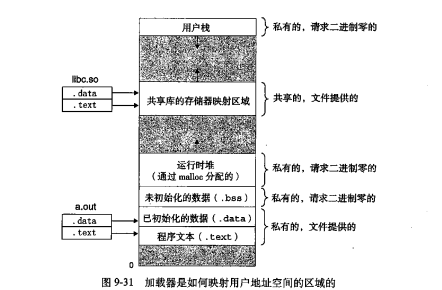 用户栈
私有的，请求二进制零的
libc.so
.data
.text
共享库的存储器映射区域
共享的，文件提供的
运行时堆
（通过 malloc 分配的）
私有的，请求二进制零的
未初始化的数据（.bss）
私有的，请求二进制零的
a.out
.data
.text
已初始化的数据（.data）
程序文本（.text）
私有的，文件提供的
0
图 9-31 加载器是如何映射用户地址空间的区域的